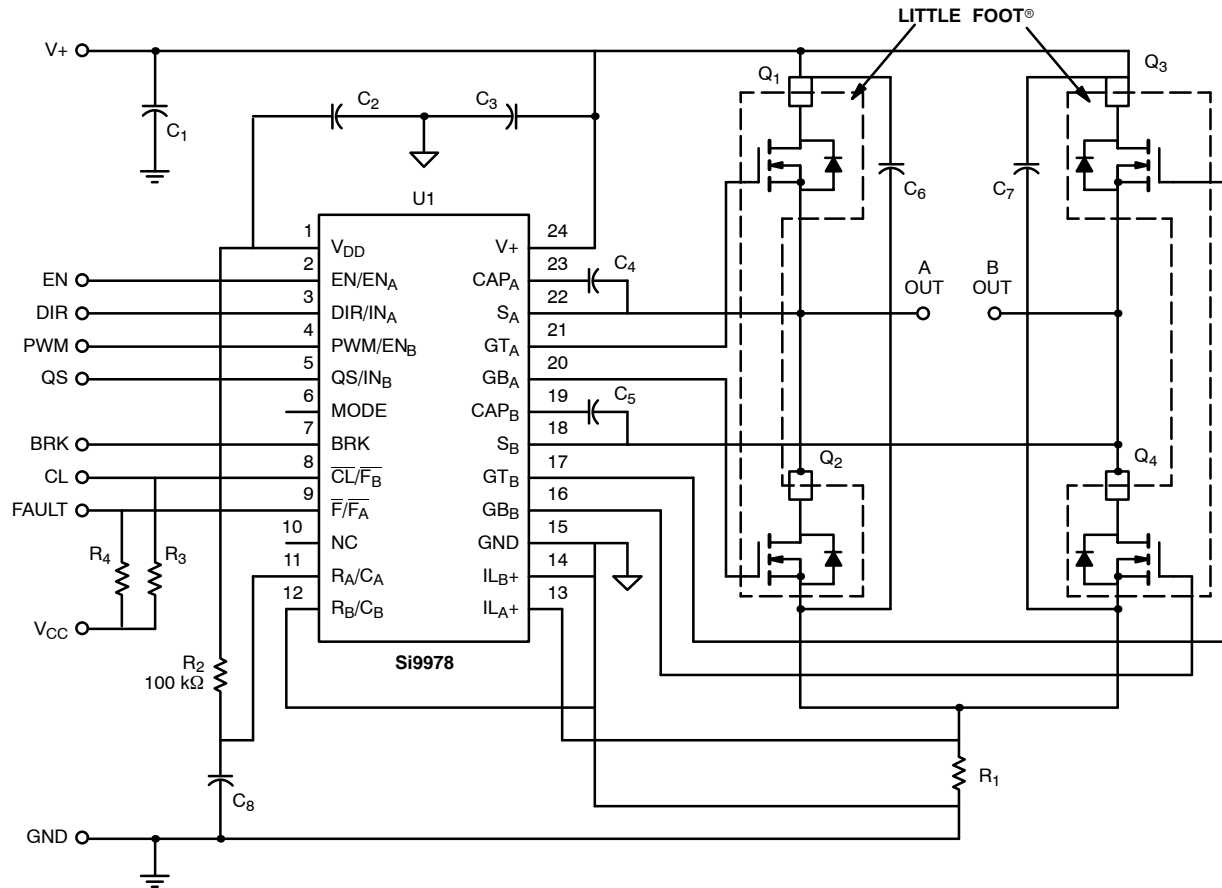 LITTLE FOOT®
V+
Q1
Q3
C2
C3
C1
C6
C7
U1
1
VDD
V+
24
EN
2
EN/ENA
CAPA
23
C4
DIR
3
DIR/INA
SA
22
A
OUT
B
OUT
PWM
4
PWM/ENB
GTA
21
QS
5
QS/INB
GBA
20
6
MODE
CAPB
19
C5
BRK
7
BRK
SB
18
CL
8
CL/FB
GTB
17
Q2
Q4
FAULT
9
F/FA
GBB
16
10
NC
GND
15
R4
R3
11
RA/CA
ILB+
14
12
RB/CB
ILA+
13
VCC
Si9978
R2
100 kΩ
R1
C8
GND